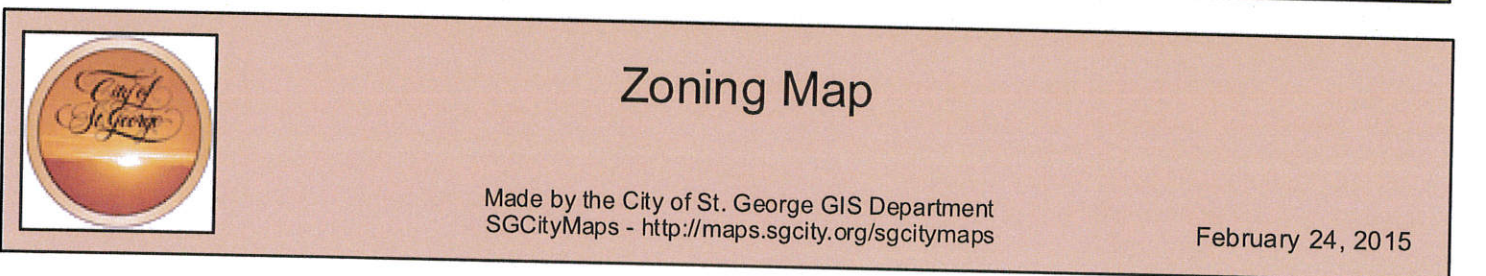 City of
St. George
Zoning Map
Made by the City of St. George GIS Department
SGCityMaps - http://maps.sgcity.org/sgcitymaps
February 24, 2015